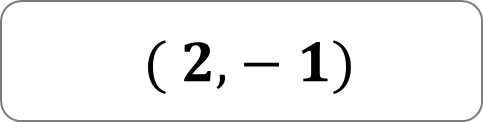 ( 2, − 1)